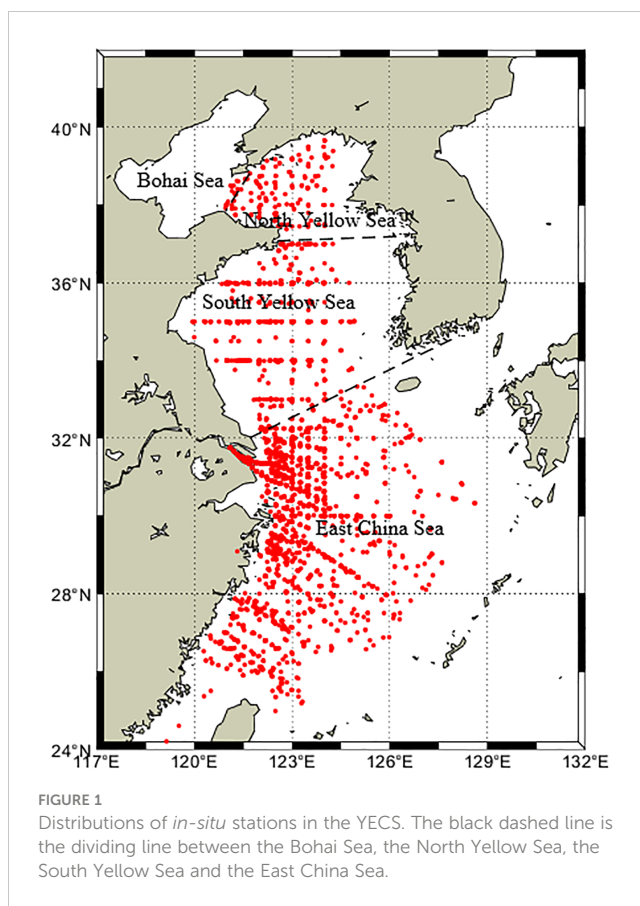 40°N
Bohai Sea
North Yellow Sea
36°N
South Yellow Sea
32°N
East China Sea
28°N
24°N
117°E 120°E 123°E 126°E 129°E 132°E
FIGURE 1
Distributions of in-situ stations in the YECS. The black dashed line is
the dividing line between the Bohai Sea, the North Yellow Sea, the
South Yellow Sea and the East China Sea.